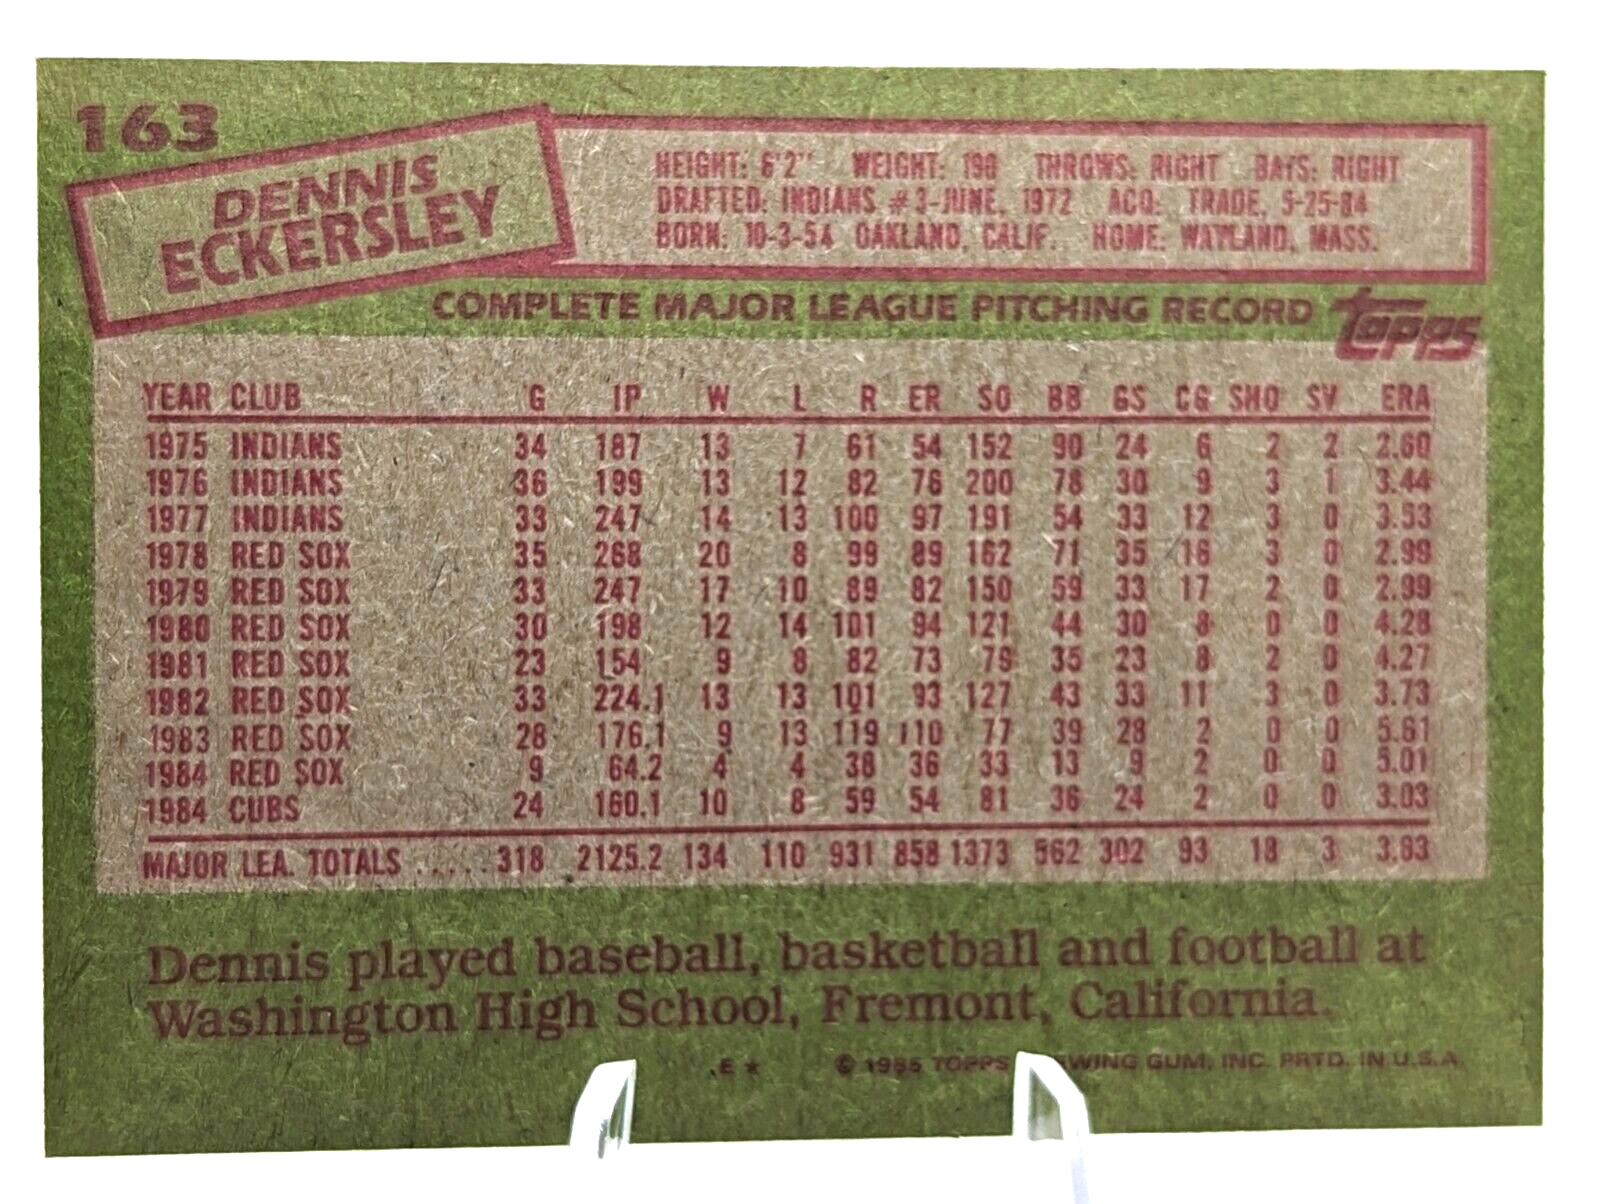 163
DENNIS
ECKERSLEY
HEIGHT: 6'2" WEIGHT: 190 THROWS: RIGHT BATS: RIGHT
DRAFTED: INDIANS #3-JUNE, 1972 ACQ: TRADE, 5-25-84
BORN: 10-3-54 OAKLAND, CALIF. HOME: WAYLAND, MASS.
COMPLETE MAJOR LEAGUE PITCHING RECORD topps
YEAR CLUB G IP W L R ER SO BB GS CG SHO SV ERA
1975 INDIANS 34 187 13 7 61 54 152 90 24 6 2 2 2.60
1976 INDIANS 36 199 13 12 82 76 200 78 30 9 3 1 3.44
1977 INDIANS 33 247 14 13 100 97 191 54 33 12 3 0 3.53
1978 RED SOX 35 268 20 8 99 89 162 71 35 16 3 0 2.99
1979 RED SOX 33 247 17 10 89 82 150 59 33 17 2 0 2.99
1980 RED SOX 30 198 12 14 101 94 121 44 30 8 0 0 4.28
1981 RED SOX 23 154 9 8 82 73 79 35 23 8 2 0 4.27
1982 RED SOX 33 224.1 13 13 101 93 127 43 33 11 3 0 3.73
1983 RED SOX 28 176.1 9 13 119 110 77 39 28 2 0 0 5.61
1984 RED SOX 9 64.2 4 4 38 36 33 13 9 2 0 0 5.01
1984 CUBS 24 160.1 10 8 59 54 81 36 24 2 0 0 3.03
MAJOR LEA. TOTALS ..... 318 2125.2 134 110 931 858 1373 562 302 93 18 3 3.63
Dennis played baseball, basketball and football at
Washington High School, Fremont, California.
E ★ © 1985 TOPPS WING GUM, INC. PRTD. IN U.S.A.